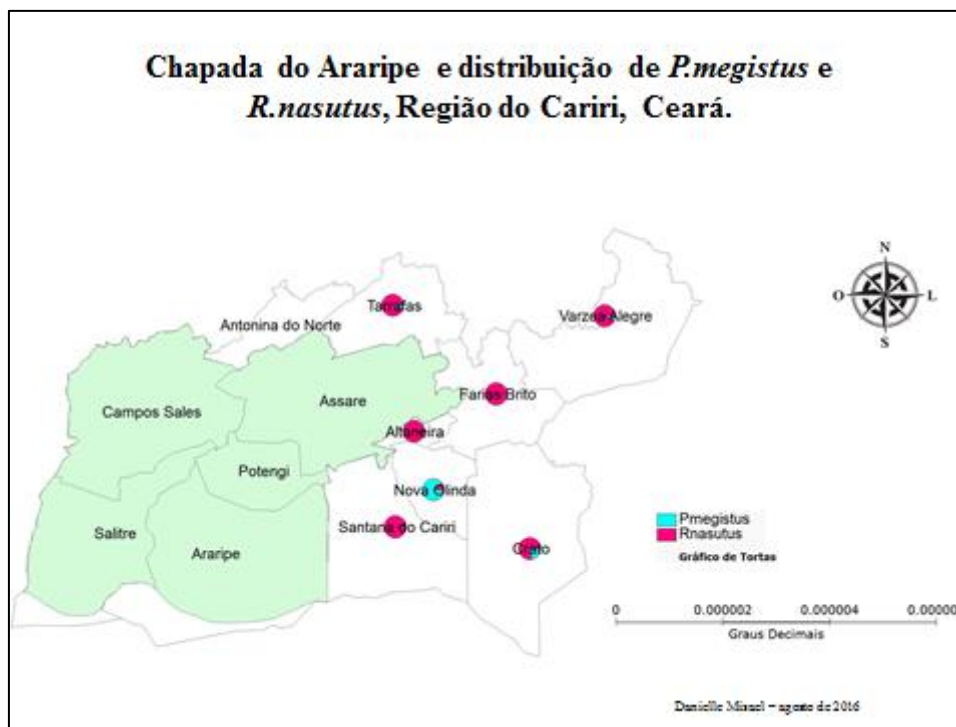 Chapada do Araripe e distribuição de P.megistus e
R.nasutus, Região do Cariri, Ceará.
N
O
L
S
Tarrafas
Varzea Alegre
Antonina do Norte
Farias Brito
Assare
Campos Sales
Altaneira
Potengi
Nova Olinda
Santana do Cariri
Salitre
Araripe
Crato
Pmegistus
Rnasutus
Gráfico de Tortas
0 0.000002 0.000004 0.00000
Graus Decimais
Danielle Misael – agosto de 2016